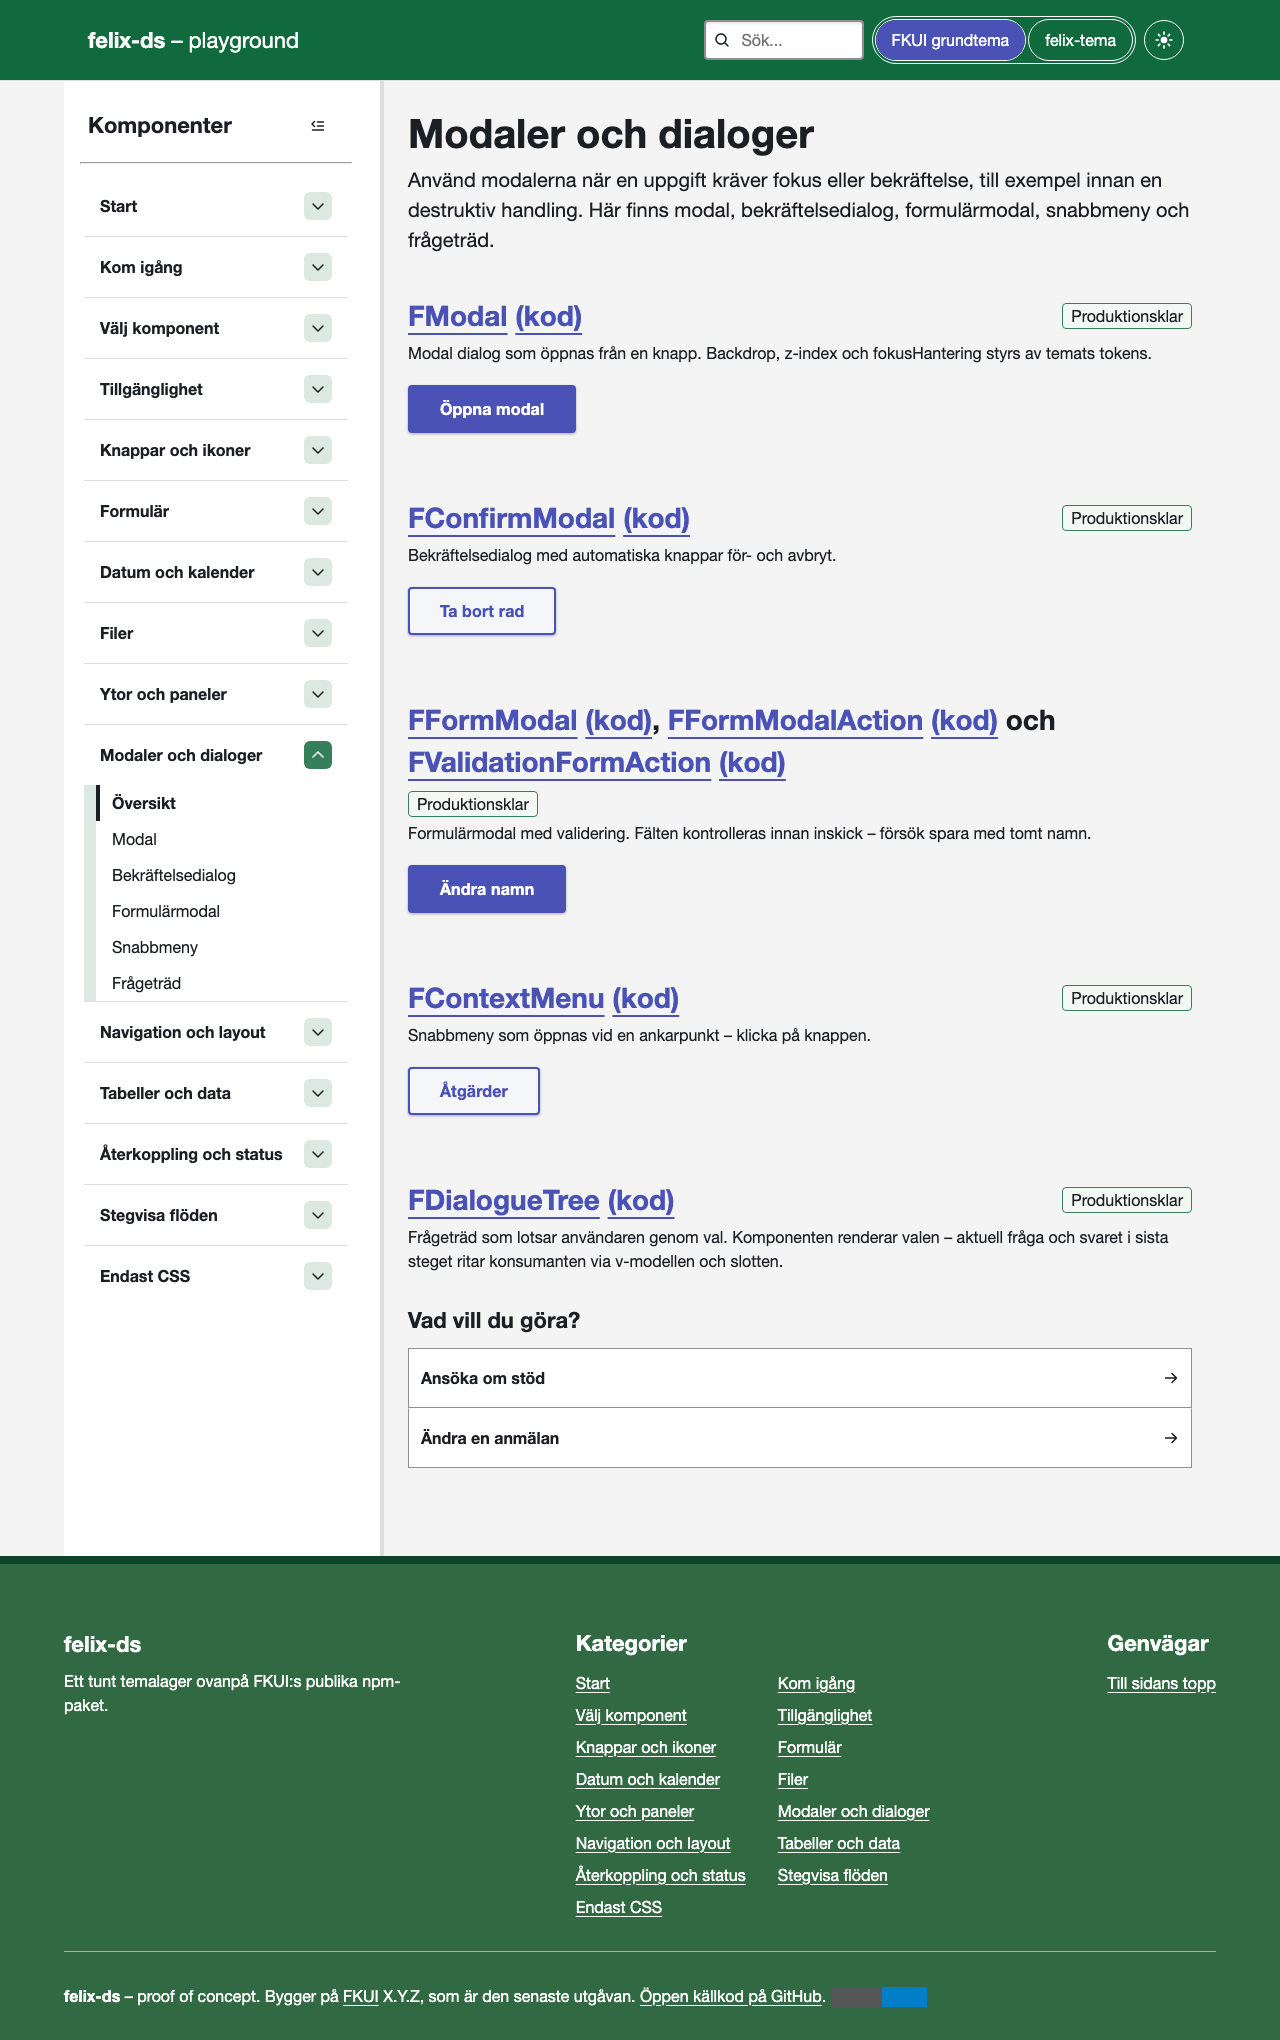 felix-ds – playground
Sök...
FKUI grundtema
felix-tema
Komponenter
Start
Kom igång
Välj komponent
Tillgänglighet
Knappar och ikoner
Formulär
Datum och kalender
Filer
Ytor och paneler
Modaler och dialoger
Översikt
Modal
Bekräftelsedialog
Formulärmodal
Snabbmeny
Frågeträd
Navigation och layout
Tabeller och data
Återkoppling och status
Stegvisa flöden
Endast CSS
Modaler och dialoger
Använd modalerna när en uppgift kräver fokus eller bekräftelse, till exempel innan en
destruktiv handling. Här finns modal, bekräftelsedialog, formulärmodal, snabbmeny och
frågeträd.
FModal (kod)
Produktionsklar
Modal dialog som öppnas från en knapp. Backdrop, z-index och fokusHantering styrs av temats tokens.
Öppna modal
FConfirmModal (kod)
Produktionsklar
Bekräftelsedialog med automatiska knappar för- och avbryt.
Ta bort rad
FFormModal (kod), FFormModalAction (kod) och
FValidationFormAction (kod)
Produktionsklar
Formulärmodal med validering. Fälten kontrolleras innan inskick – försök spara med tomt namn.
Ändra namn
FContextMenu (kod)
Produktionsklar
Snabbmeny som öppnas vid en ankarpunkt – klicka på knappen.
Åtgärder
FDialogueTree (kod)
Produktionsklar
Frågeträd som lotsar användaren genom val. Komponenten renderar valen – aktuell fråga och svaret i sista
steget ritar konsumanten via v-modellen och slotten.
Vad vill du göra?
Ansöka om stöd
Ändra en anmälan
felix-ds
Ett tunt temalager ovanpå FKUI:s publika npm-
paket.
Kategorier
Start
Kom igång
Välj komponent
Tillgänglighet
Knappar och ikoner
Formulär
Datum och kalender
Filer
Ytor och paneler
Modaler och dialoger
Navigation och layout
Tabeller och data
Återkoppling och status
Stegvisa flöden
Endast CSS
Genvägar
Till sidans topp
felix-ds – proof of concept. Bygger på FKUI X.Y.Z, som är den senaste utgåvan. Öppen källkod på GitHub.